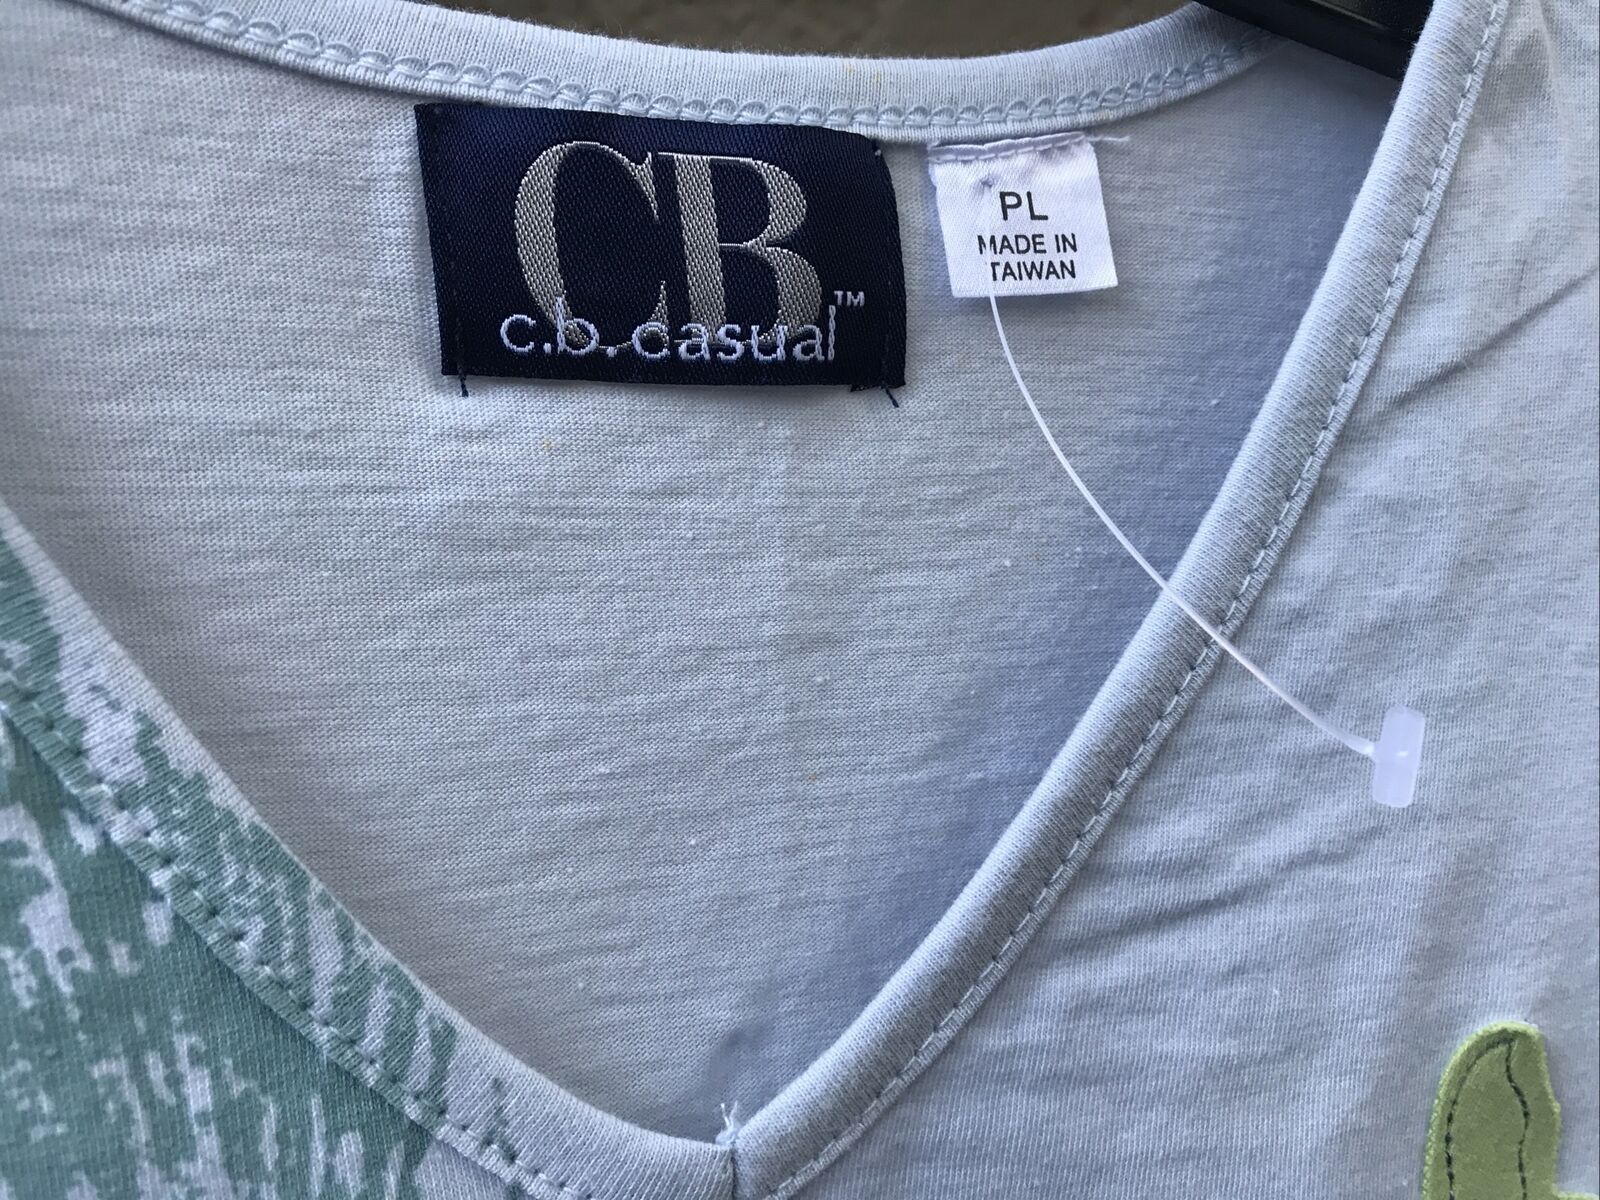 CB
c.b. casual™
PL
MADE IN
TAIWAN